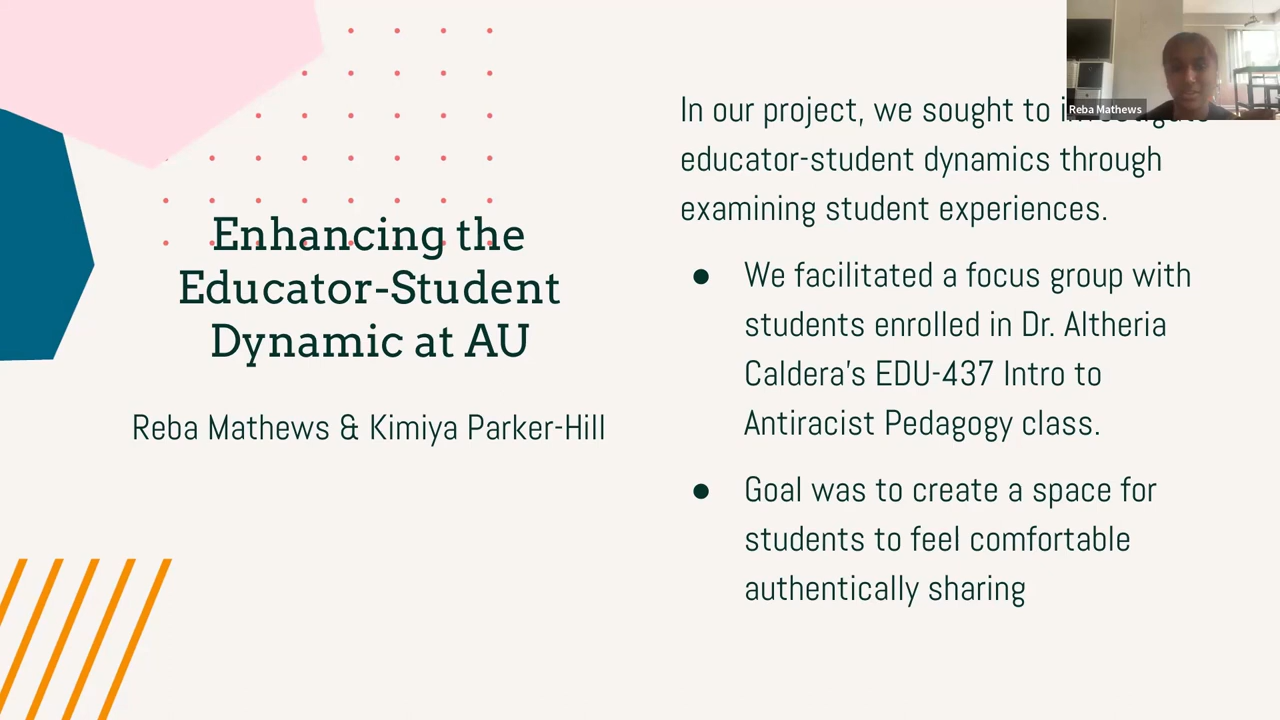 Enhancing the
Educator-Student
Dynamic at AU
Reba Mathews & Kimiya Parker-Hill
In our project, we sought to
educator-student dynamics through
examining student experiences.
● We facilitated a focus group with
students enrolled in Dr. Altheria
Caldera's EDU-437 Intro to
Antiracist Pedagogy class.
● Goal was to create a space for
students to feel comfortable
authentically sharing
Reba Mathews